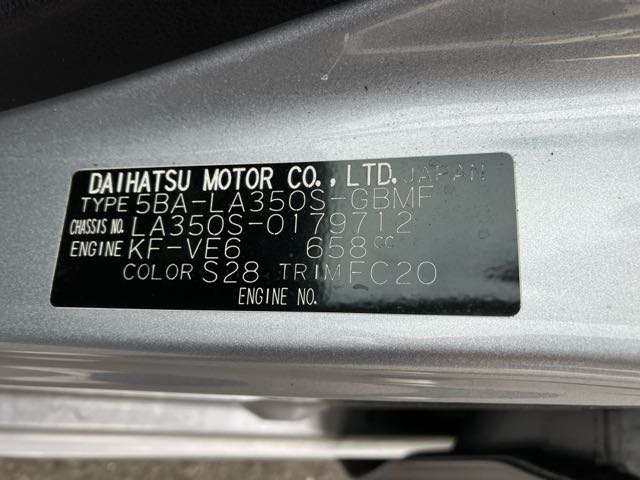 DAIHATSU MOTOR CO., LTD. JAPAN
TYPE 5BA-LA350S-GBMF
CHASSIS NO. LA350S-0179712
ENGINE KF-VE6 658cc
COLOR S28 TRIM FC20
ENGINE NO.